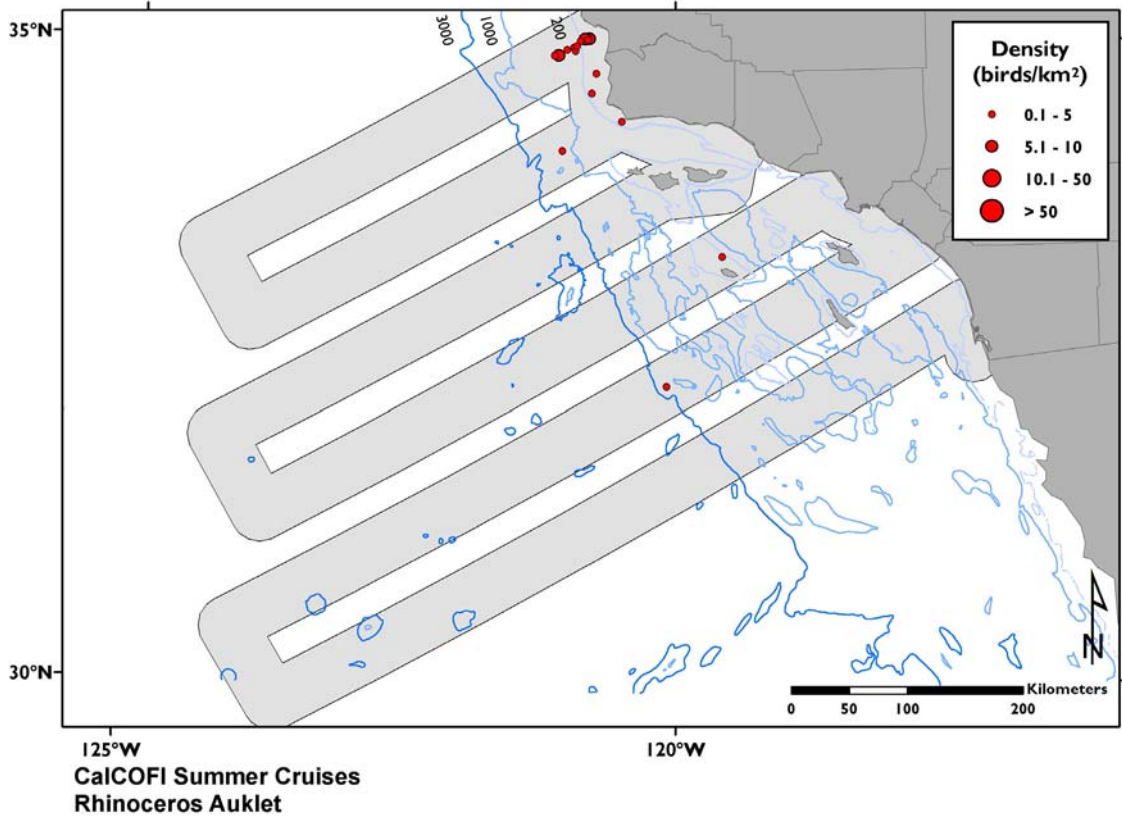 35°N
3000
1000
200
Density
(birds/km²)
0.1 - 5
5.1 - 10
10.1 - 50
> 50
N
30°N
Kilometers
0 50 100 200
125°W 120°W
CalCOFI Summer Cruises
Rhinoceros Auklet